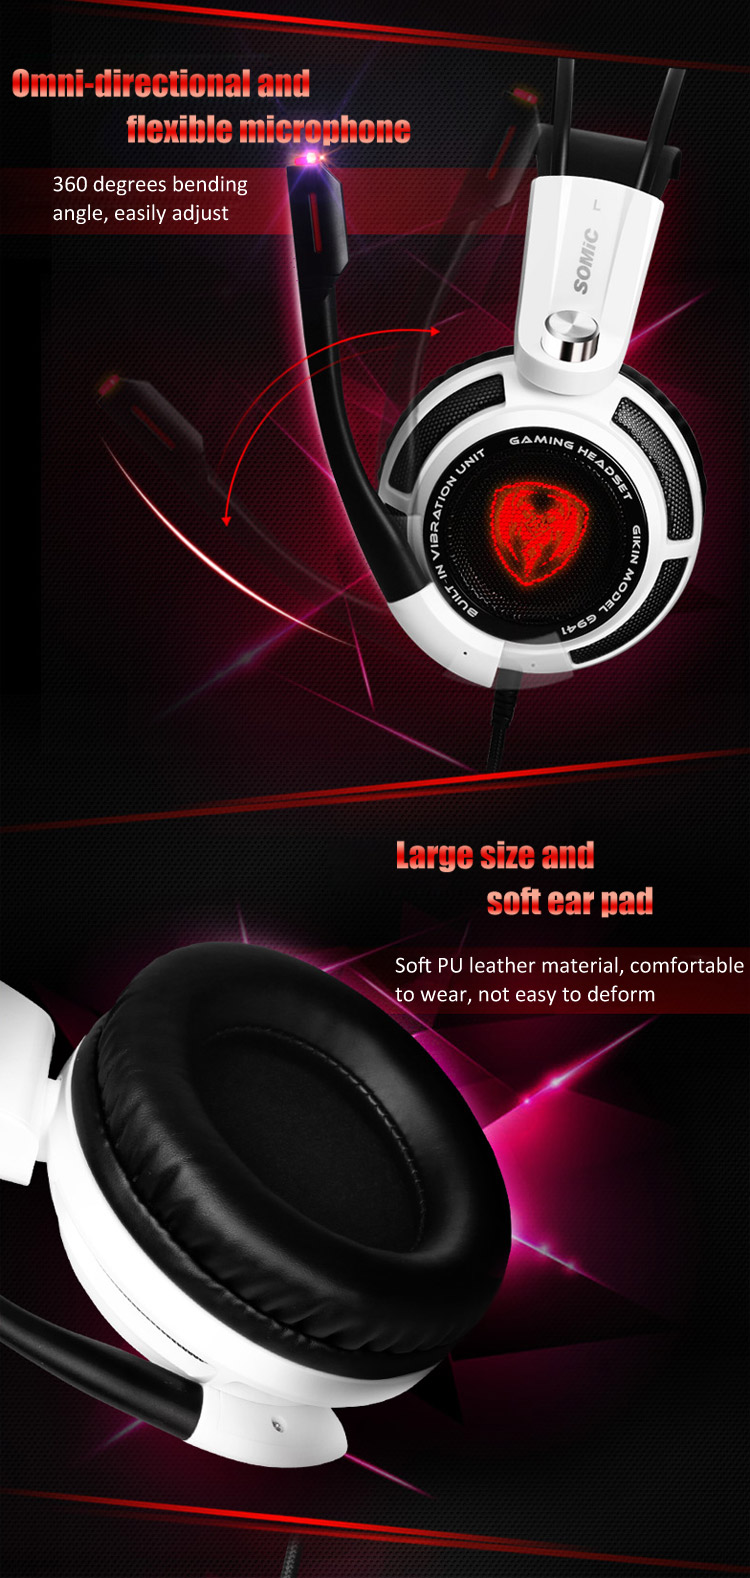 Omni-directional and
flexible microphone
360 degrees bending
angle, easily adjust
L
SOMiC
GAMING HEADSET
BUILT-IN VIBRATION UNIT
GIKIN MODEL G941
Large size and
soft ear pad
Soft PU leather material, comfortable
to wear, not easy to deform